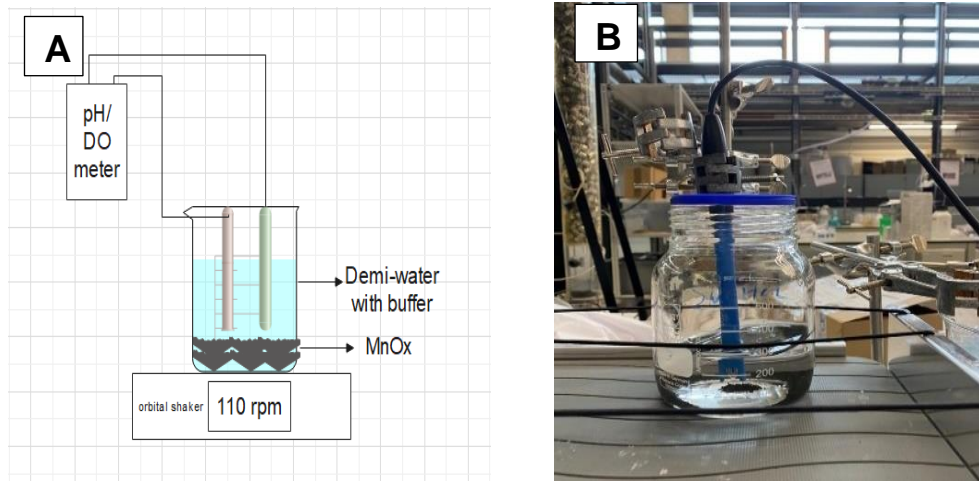 A
pH/
DO
meter
Demi-water
with buffer
MnOx
orbital shaker
110 rpm
B
200